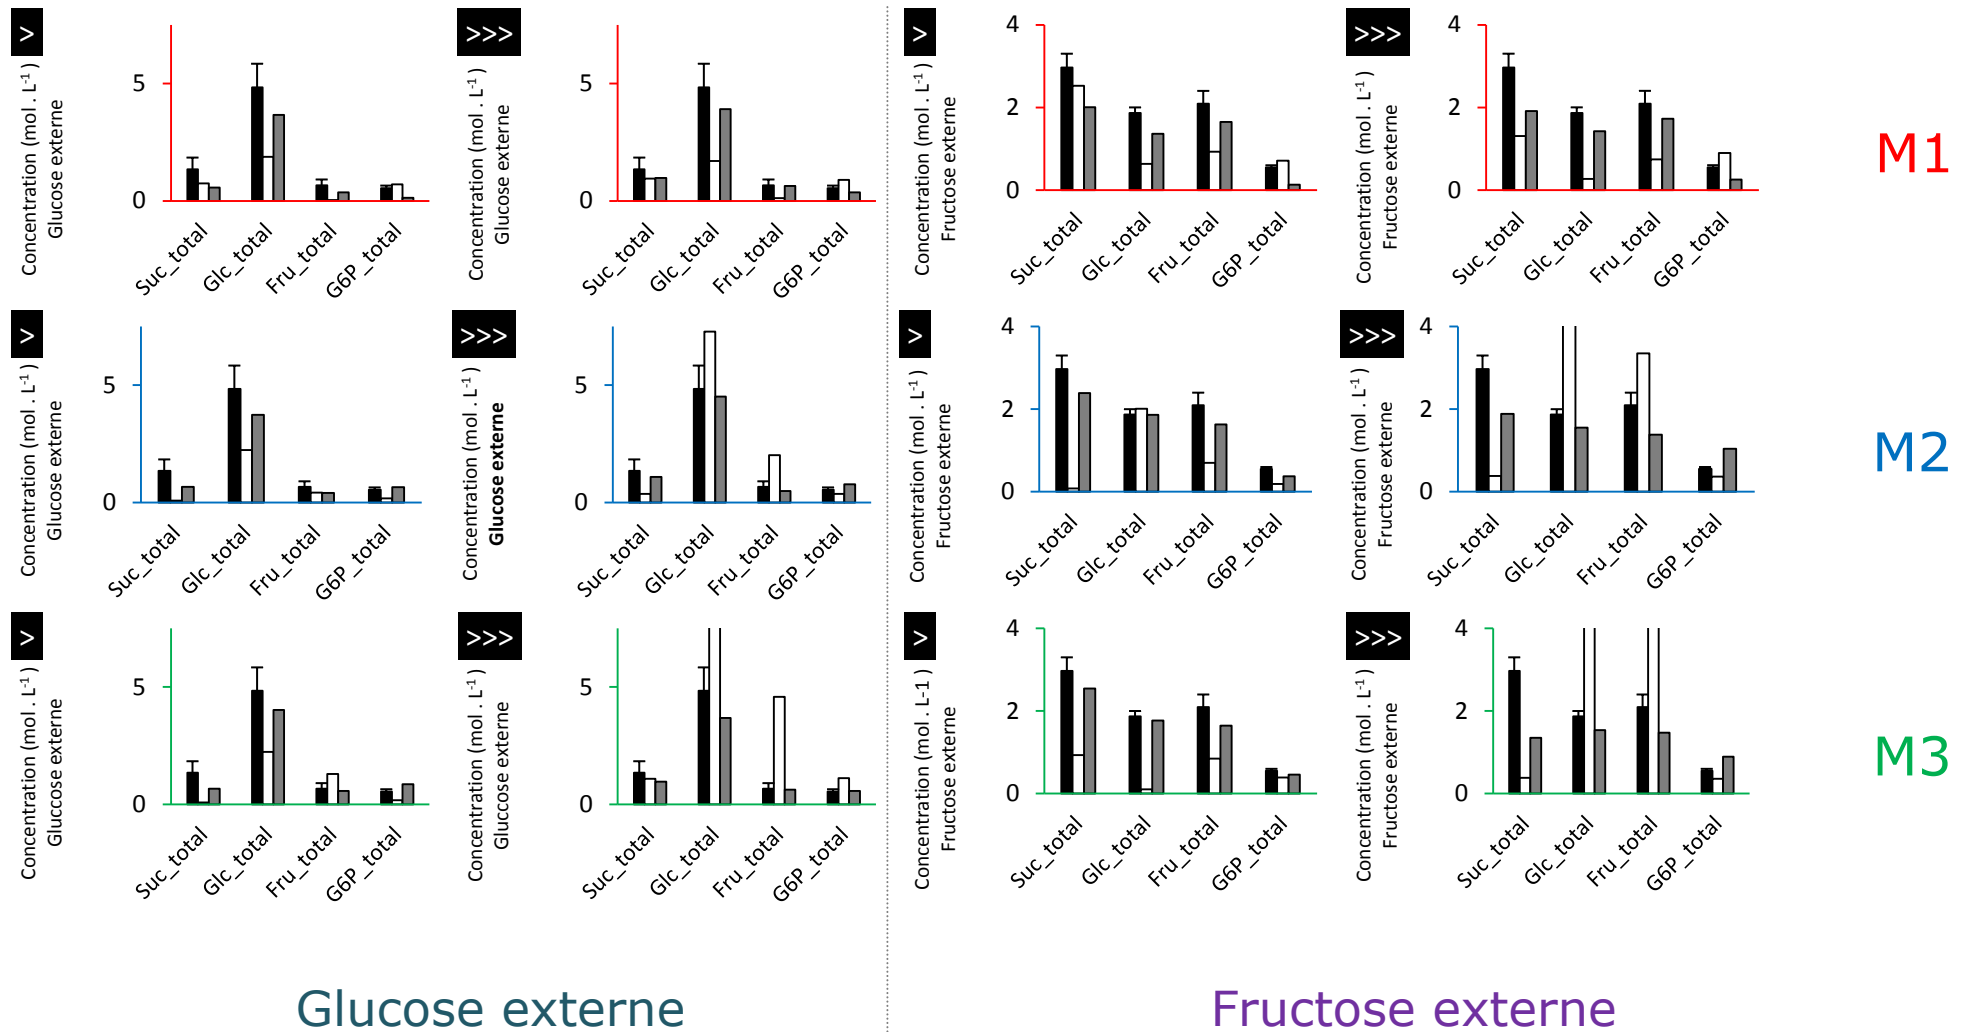 >
Concentration (mol . L-1 )
Glucose externe
5
0
Suc_total
Glc_total
Fru_total
G6P_total
>>>
Concentration (mol . L-1 )
Glucose externe
5
0
Suc_total
Glc_total
Fru_total
G6P_total
>
Concentration (mol . L-1 )
Fructose externe
4
2
0
Suc_total
Glc_total
Fru_total
G6P_total
>>>
Concentration (mol . L-1 )
Fructose externe
4
2
0
Suc_total
Glc_total
Fru_total
G6P_total
M1
>
Concentration (mol . L-1 )
Glucose externe
5
0
Suc_total
Glc_total
Fru_total
G6P_total
>>>
Concentration (mol . L-1 )
Glucose externe
5
0
Suc_total
Glc_total
Fru_total
G6P_total
>
Concentration (mol . L-1 )
Fructose externe
4
2
0
Suc_total
Glc_total
Fru_total
G6P_total
>>>
Concentration (mol . L-1 )
Fructose externe
4
2
0
Suc_total
Glc_total
Fru_total
G6P_total
M2
>
Concentration (mol . L-1 )
Gluccose externe
5
0
Suc_total
Glc_total
Fru_total
G6P_total
>>>
Concentration (mol . L-1 )
Gluccose externe
5
0
Suc_total
Glc_total
Fru_total
G6P_total
>
Concentration (mol . L-1 )
Fructose externe
4
2
0
Suc_total
Glc_total
Fru_total
G6P_total
>>>
Concentration (mol . L-1 )
Fructose externe
4
2
0
Suc_total
Glc_total
Fru_total
G6P_total
M3
Glucose externe
Fructose externe